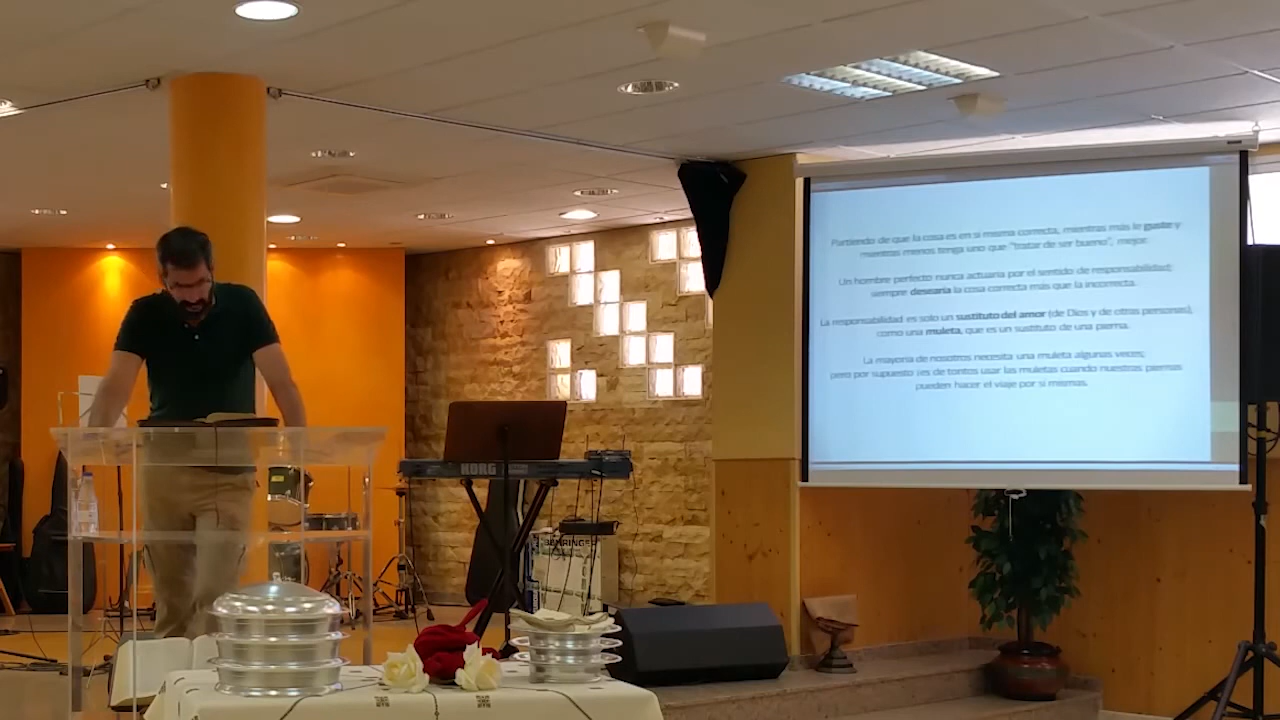 Partiendo de que la cosa es en si misma correcta, mientras más le guste y
mientras menos tenga uno que "tratar de ser bueno", mejor.
Un hombre perfecto nunca actuaría por el sentido de responsabilidad;
siempre desearía la cosa correcta más que la incorrecta.
La responsabilidad es solo un sustituto del amor (de Dios y de otras personas),
como una muleta, que es un sustituto de una pierna.
La mayoría de nosotros necesita una muleta algunas veces;
pero por supuesto ¡es de tontos usar las muletas cuando nuestras piernas
pueden hacer el viaje por si mismas.
KORG
BEHRINGER